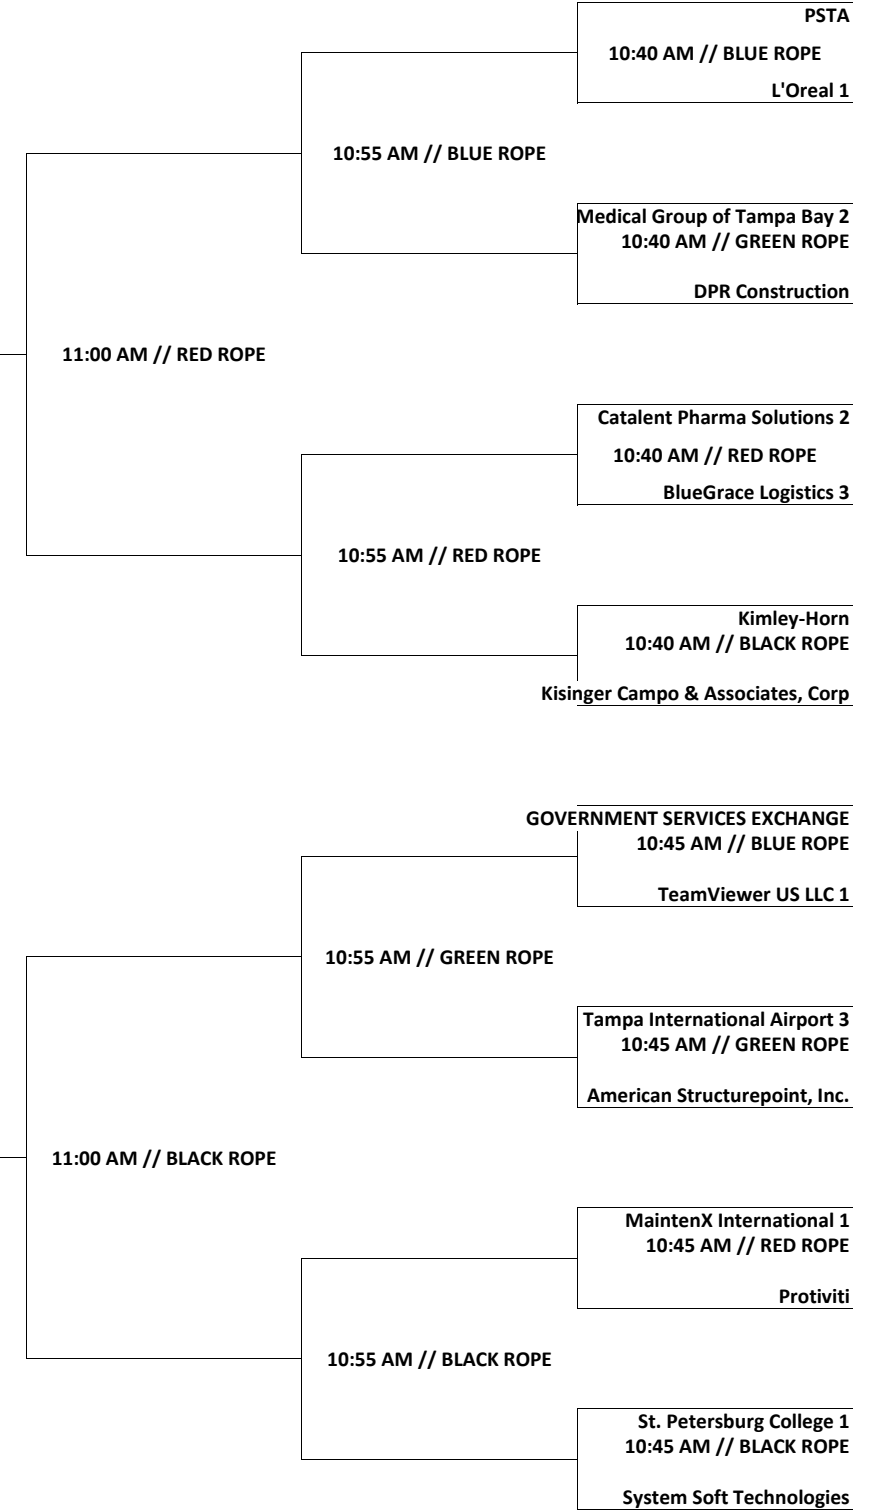 PSTA
10:40 AM // BLUE ROPE
L'Oreal 1
10:55 AM // BLUE ROPE
Medical Group of Tampa Bay 2
10:40 AM // GREEN ROPE
DPR Construction
11:00 AM // RED ROPE
Catalent Pharma Solutions 2
10:40 AM // RED ROPE
BlueGrace Logistics 3
10:55 AM // RED ROPE
Kimley-Horn
10:40 AM // BLACK ROPE
Kisinger Campo & Associates, Corp
GOVERNMENT SERVICES EXCHANGE
10:45 AM // BLUE ROPE
TeamViewer US LLC 1
10:55 AM // GREEN ROPE
Tampa International Airport 3
10:45 AM // GREEN ROPE
American Structurepoint, Inc.
11:00 AM // BLACK ROPE
MaintenX International 1
10:45 AM // RED ROPE
Protiviti
10:55 AM // BLACK ROPE
St. Petersburg College 1
10:45 AM // BLACK ROPE
System Soft Technologies